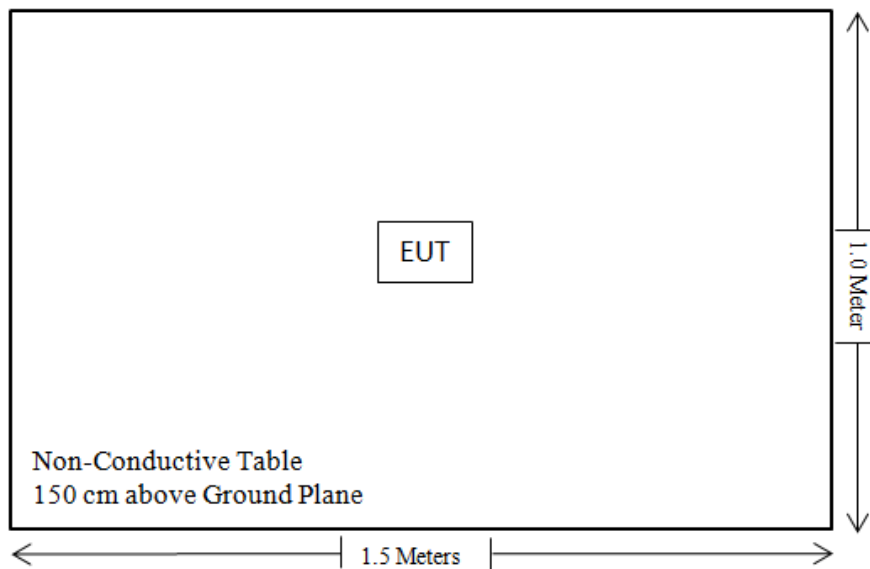 EUT
1.0 Meter
Non-Conductive Table
150 cm above Ground Plane
1.5 Meters